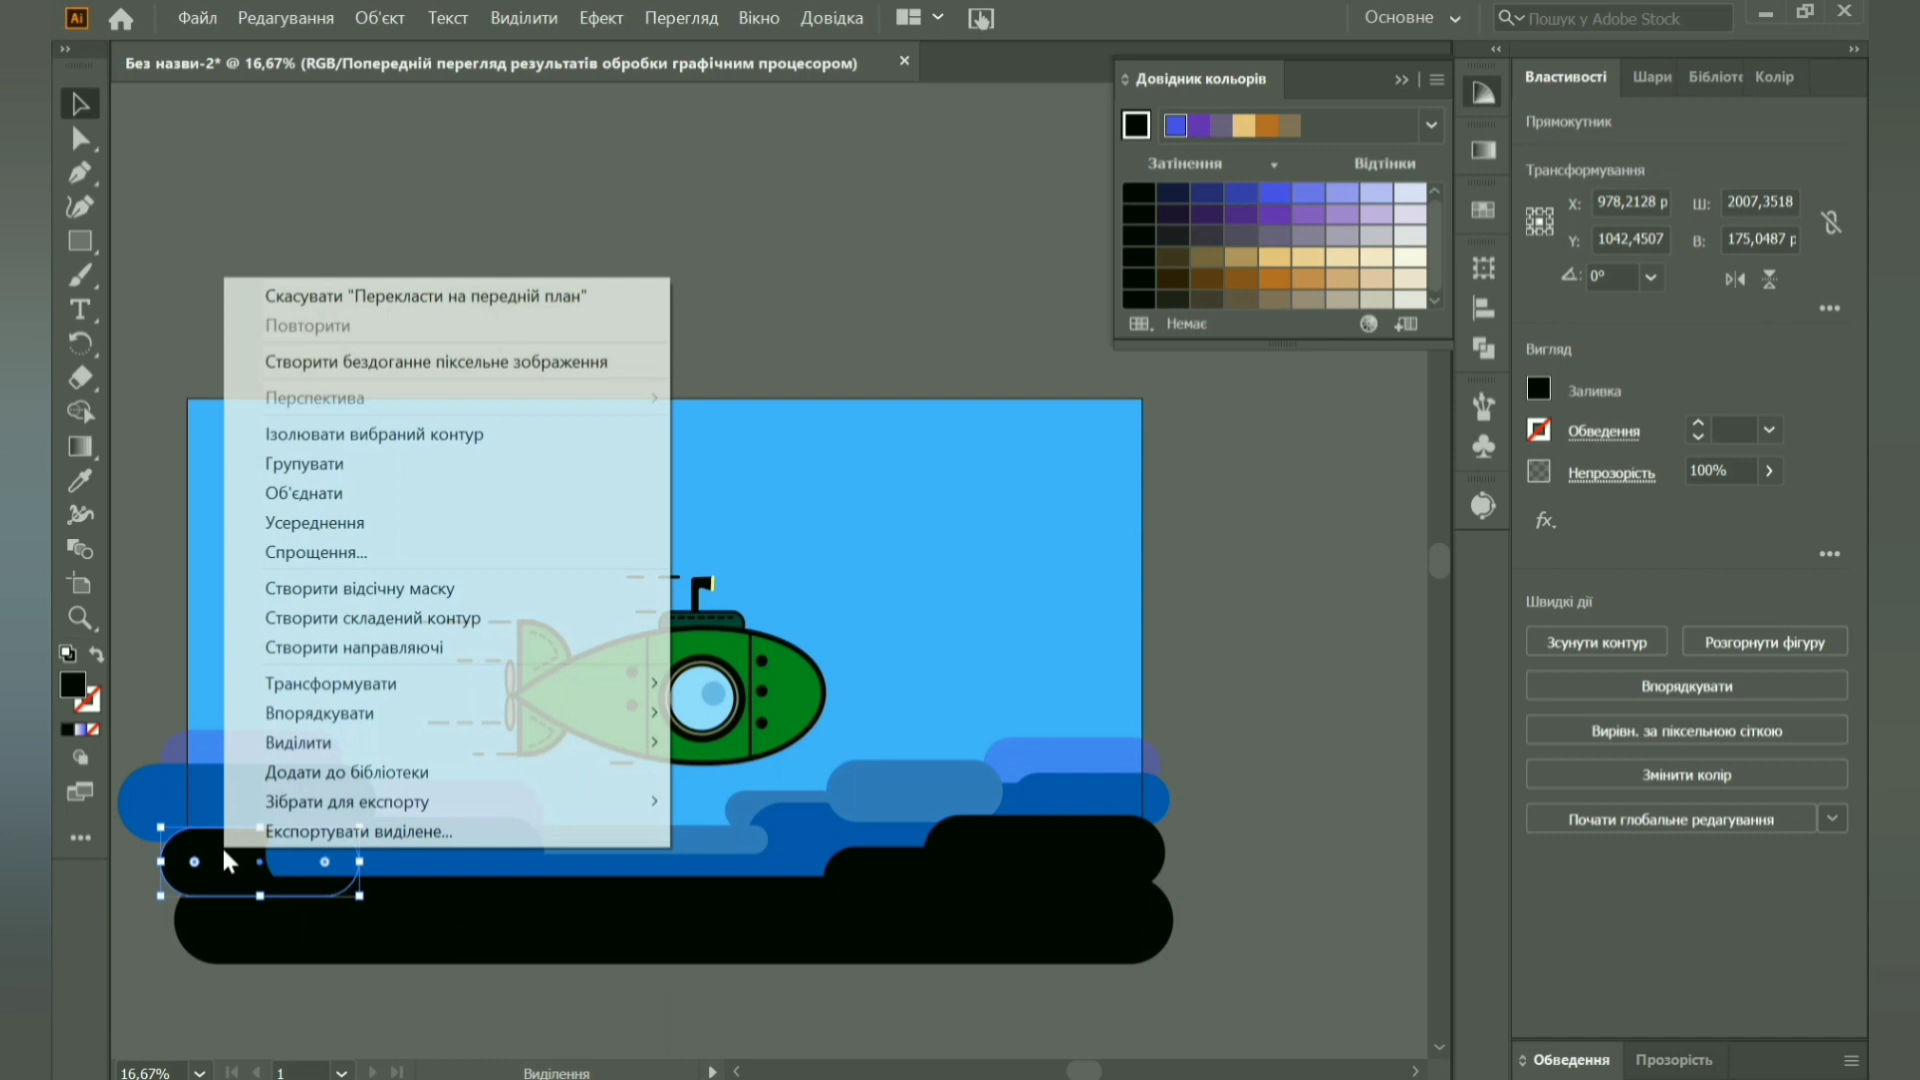 Ai
Файл Редагування Об'єкт Текст Виділити Ефект Перегляд Вікно Довідка
Основне
Пошук у Adobe Stock
Без назви-2* @ 16,67% (RGB/Попередній перегляд результатів обробки графічним процесором)
Довідник кольорів
Затінення
Відтінки
Немає
Властивості Шари Бібліоте Колір
Прямокутник
Трансформування
X: 978,2128 p Ш: 2007,3518
Y: 1042,4507 В: 175,0487 p
0°
Вигляд
Заливка
Обведення
Непрозорість 100%
fx.
Швидкі дії
Зсунути контур Розгорнути фігуру
Впорядкувати
Вирівн. за піксельною сіткою
Змінити колір
Почати глобальне редагування
Обведення Прозорість
Скасувати "Перекласти на передній план"
Повторити
Створити бездоганне піксельне зображення
Перспектива
Ізолювати вибраний контур
Групувати
Об'єднати
Усереднення
Спрощення...
Створити відсічну маску
Створити складений контур
Створити направляючі
Трансформувати
Впорядкувати
Виділити
Додати до бібліотеки
Зібрати для експорту
Експортувати виділене...
16,67% 1 Виділення